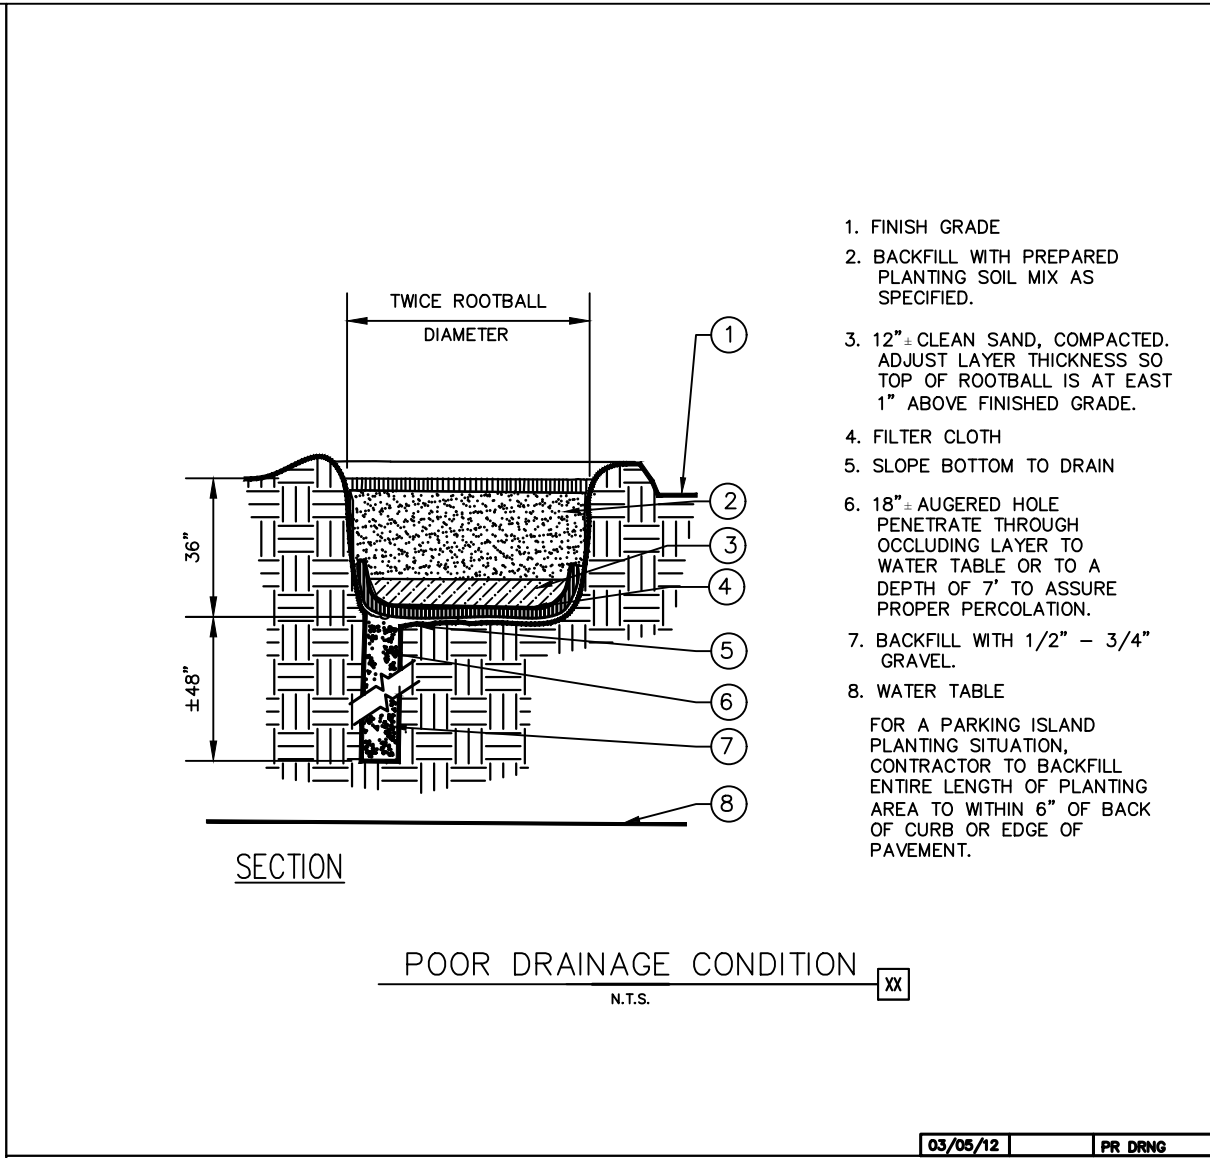 1. FINISH GRADE
2. BACKFILL WITH PREPARED
PLANTING SOIL MIX AS
SPECIFIED.
3. 12"± CLEAN SAND, COMPACTED.
ADJUST LAYER THICKNESS SO
TOP OF ROOTBALL IS AT EAST
1" ABOVE FINISHED GRADE.
4. FILTER CLOTH
5. SLOPE BOTTOM TO DRAIN
6. 18"± AUGERED HOLE
PENETRATE THROUGH
OCCLUDING LAYER TO
WATER TABLE OR TO A
DEPTH OF 7' TO ASSURE
PROPER PERCOLATION.
7. BACKFILL WITH 1/2" – 3/4"
GRAVEL.
8. WATER TABLE
FOR A PARKING ISLAND
PLANTING SITUATION,
CONTRACTOR TO BACKFILL
ENTIRE LENGTH OF PLANTING
AREA TO WITHIN 6" OF BACK
OF CURB OR EDGE OF
PAVEMENT.
TWICE ROOTBALL
DIAMETER
36"
±48"
1
2
3
4
5
6
7
8
SECTION
POOR DRAINAGE CONDITION
XX
N.T.S.
03/05/12
PR DRNG